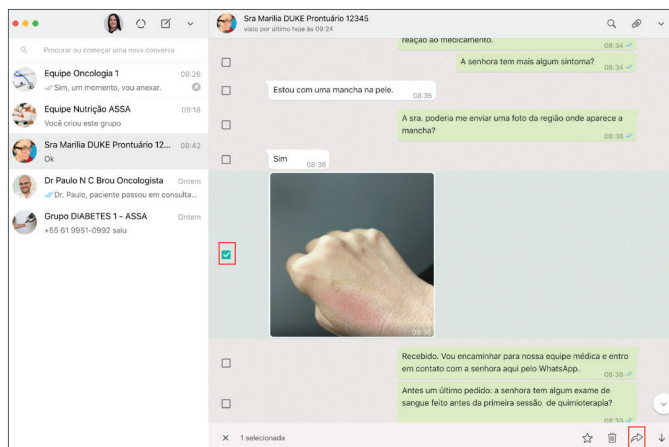 Procurar ou começar uma nova conversa
Equipe Oncologia 1
09:26
Sim, um momento, vou anexar.
Equipe Nutrição ASSA
09:18
Você criou este grupo
Sra Marilia DUKE Prontuário 12...
08:42
Ok
Dr Paulo N C Brou Oncologista
Ontem
Dr. Paulo, paciente passou em consulta...
Grupo DIABETES 1 - ASSA
Ontem
+55 61 9951-0992 saiu
Sra Marilia DUKE Prontuário 12345
visto por último hoje às 09:24
reação ao medicamento.
08:34
A senhora tem mais algum sintoma?
08:34
Estou com uma mancha na pele.
08:35
A sra. poderia me enviar uma foto da região onde aparece a
mancha?
08:36
Sim
08:36
08:36
Recebido. Vou encaminhar para nossa equipe médica e entro
em contato com a senhora aqui pelo WhatsApp.
08:38
Antes um último pedido: a senhora tem algum exame de
sangue feito antes da primeira sessão de quimioterapia?
08:39
1 selecionada